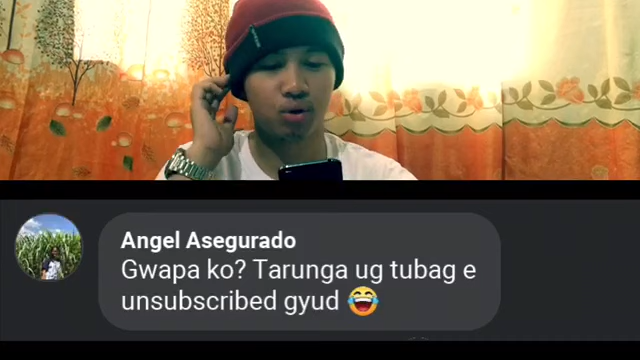 Angel Asegurado
Gwapa ko? Tarunga ug tubag e
unsubscribed gyud 😂